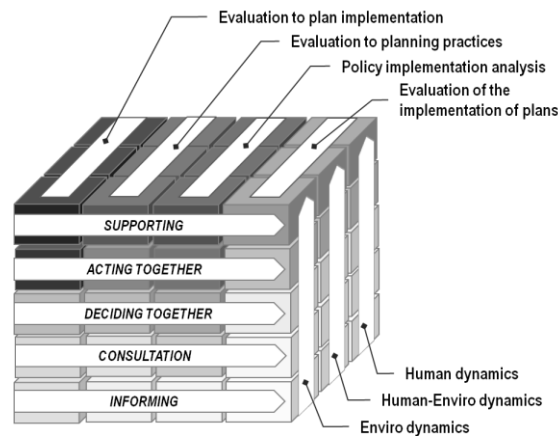 Evaluation to plan implementation
Evaluation to planning practices
Policy implementation analysis
Evaluation of the
implementation of plans
SUPPORTING
ACTING TOGETHER
DECIDING TOGETHER
CONSULTATION
INFORMING
Human dynamics
Human-Enviro dynamics
Enviro dynamics